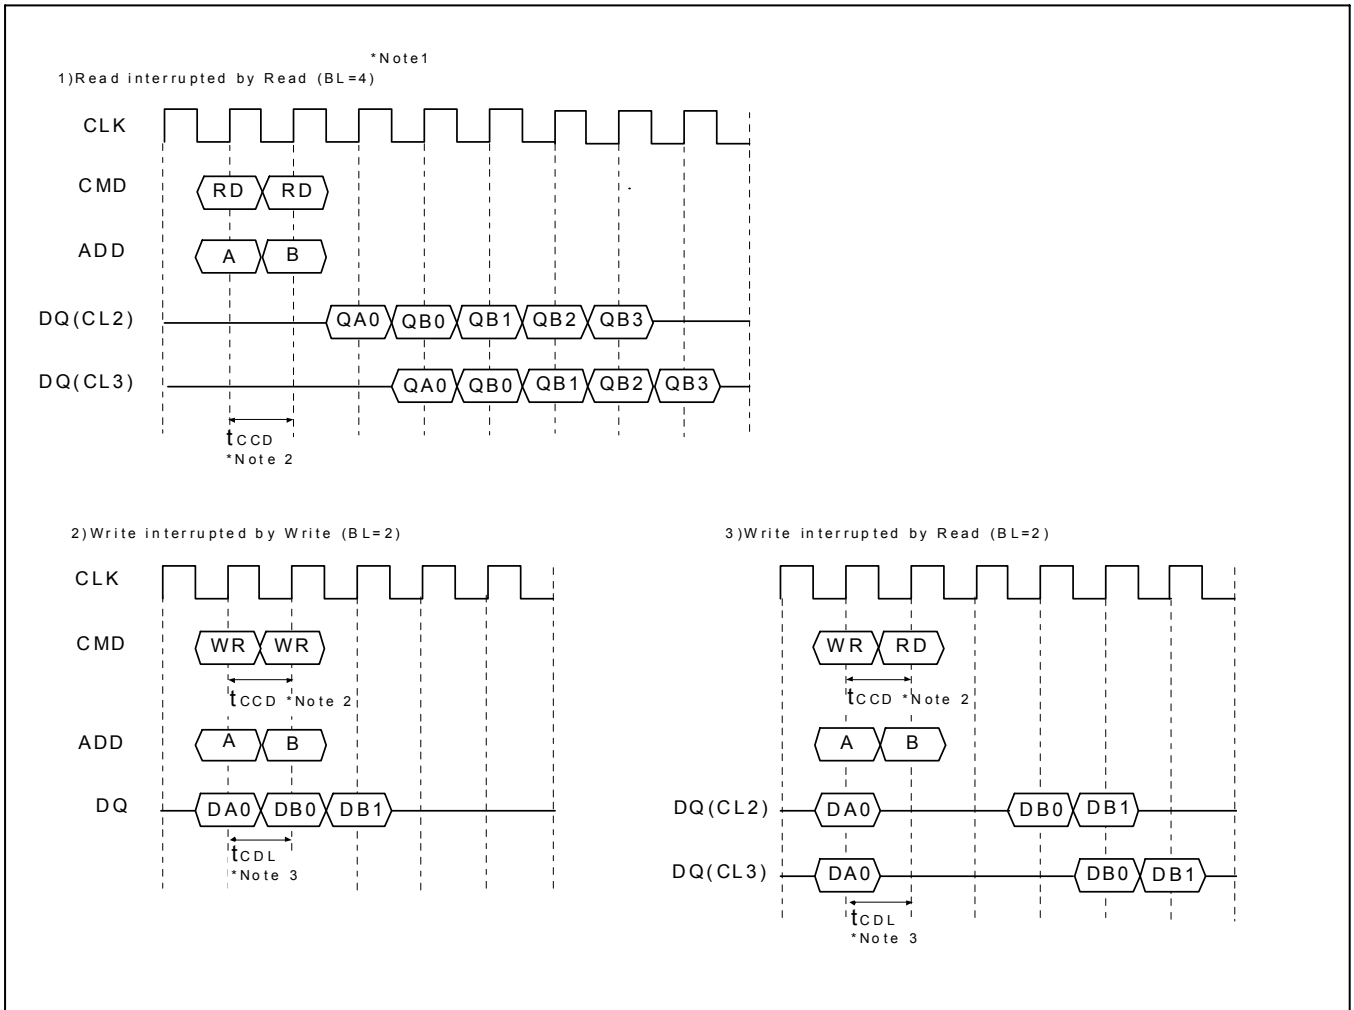 *Note1
1)Read interrupted by Read (BL=4)
CLK
CMD RD RD
ADD A B
DQ(CL2) QA0 QB0 QB1 QB2 QB3
DQ(CL3) QA0 QB0 QB1 QB2 QB3
tCCD
*Note 2
2)Write interrupted by Write (BL=2)
CLK
CMD WR WR
tCCD *Note 2
ADD A B
DQ DA0 DB0 DB1
tCDL
*Note 3
3)Write interrupted by Read (BL=2)
WR RD
tCCD *Note 2
A B
DQ(CL2) DA0 DB0 DB1
DQ(CL3) DA0 DB0 DB1
tCDL
*Note 3